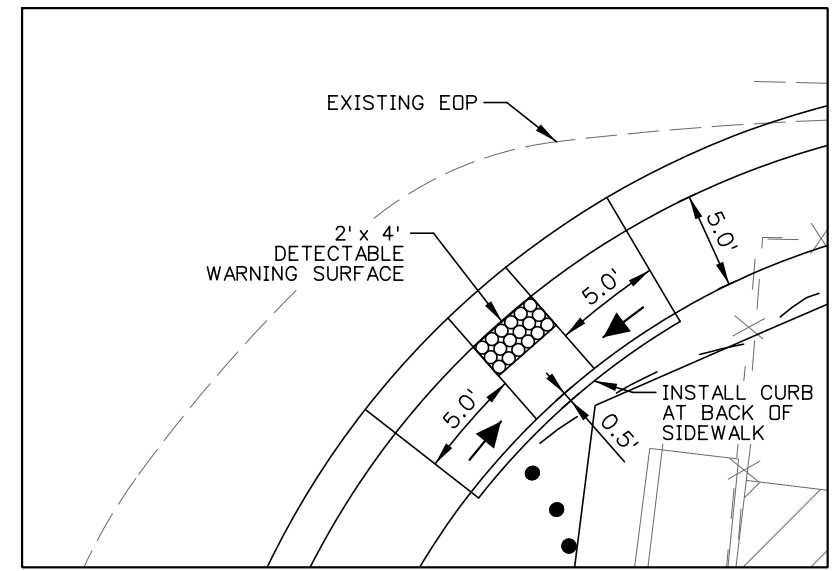 EXISTING EOP
5.0'
2' x 4'
DETECTABLE
WARNING SURFACE
5.0'
5.0'
INSTALL CURB
AT BACK OF
SIDEWALK
0.5'